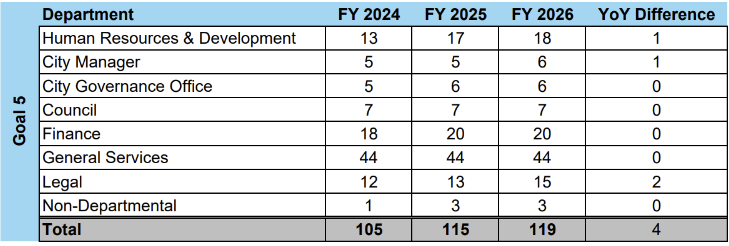 Goal 5
Department FY 2024 FY 2025 FY 2026 YoY Difference
Human Resources & Development 13 17 18 1
City Manager 5 5 6 1
City Governance Office 5 6 6 0
Council 7 7 7 0
Finance 18 20 20 0
General Services 44 44 44 0
Legal 12 13 15 2
Non-Departmental 1 3 3 0
Total 105 115 119 4